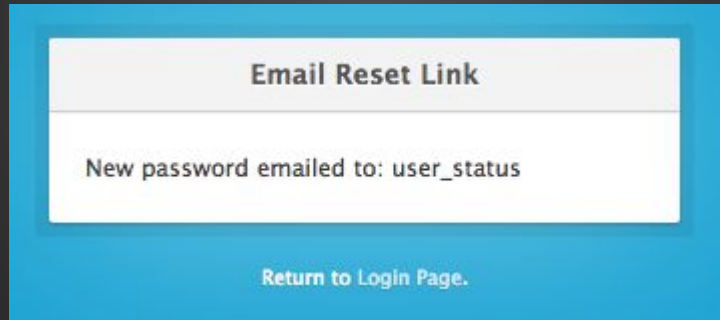 Email Reset Link
New password emailed to: user_status
Return to Login Page.